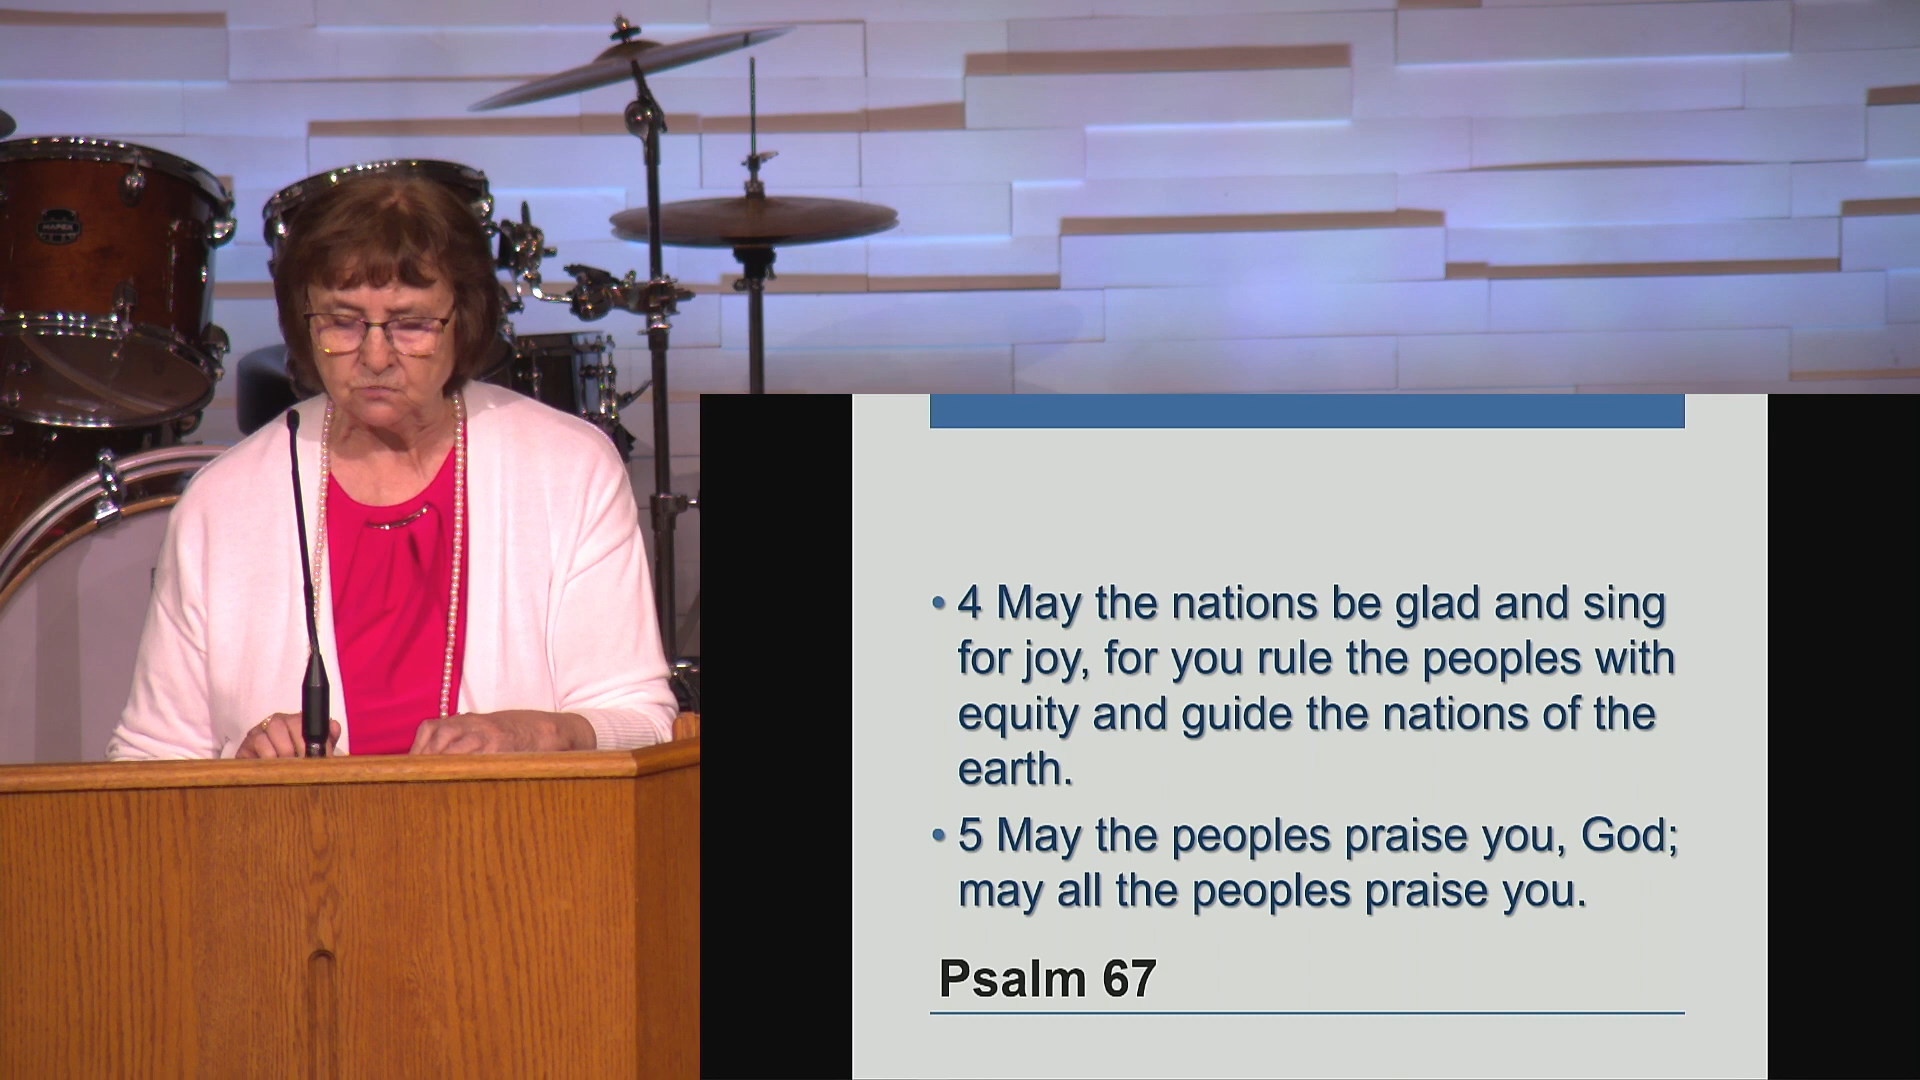 MAPEX
• 4 May the nations be glad and sing
for joy, for you rule the peoples with
equity and guide the nations of the
earth.
• 5 May the peoples praise you, God;
may all the peoples praise you.
Psalm 67